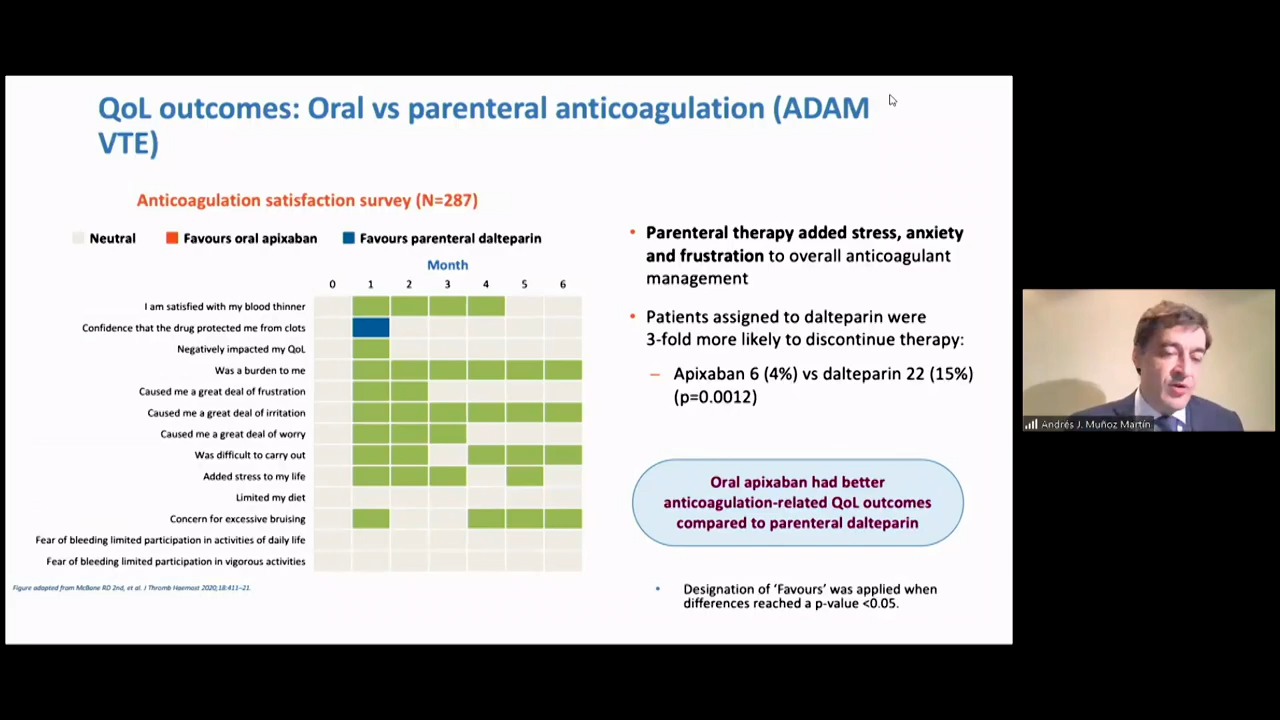 QoL outcomes: Oral vs parenteral anticoagulation (ADAM
VTE)
Anticoagulation satisfaction survey (N=287)
Neutral
Favours oral apixaban
Favours parenteral dalteparin
Month
0 1 2 3 4 5 6
I am satisfied with my blood thinner
Confidence that the drug protected me from clots
Negatively impacted my QoL
Was a burden to me
Caused me a great deal of frustration
Caused me a great deal of irritation
Caused me a great deal of worry
Was difficult to carry out
Added stress to my life
Limited my diet
Concern for excessive bruising
Fear of bleeding limited participation in activities of daily life
Fear of bleeding limited participation in vigorous activities
Figure adapted from McBane RD 2nd, et al. J Thromb Haemost 2020;18:411–21.
• Parenteral therapy added stress, anxiety
and frustration to overall anticoagulant
management
• Patients assigned to dalteparin were
3-fold more likely to discontinue therapy:
– Apixaban 6 (4%) vs dalteparin 22 (15%)
(p=0.0012)
Oral apixaban had better
anticoagulation-related QoL outcomes
compared to parenteral dalteparin
• Designation of ‘Favours’ was applied when
differences reached a p-value <0.05.
Andrés J. Muñoz Martín